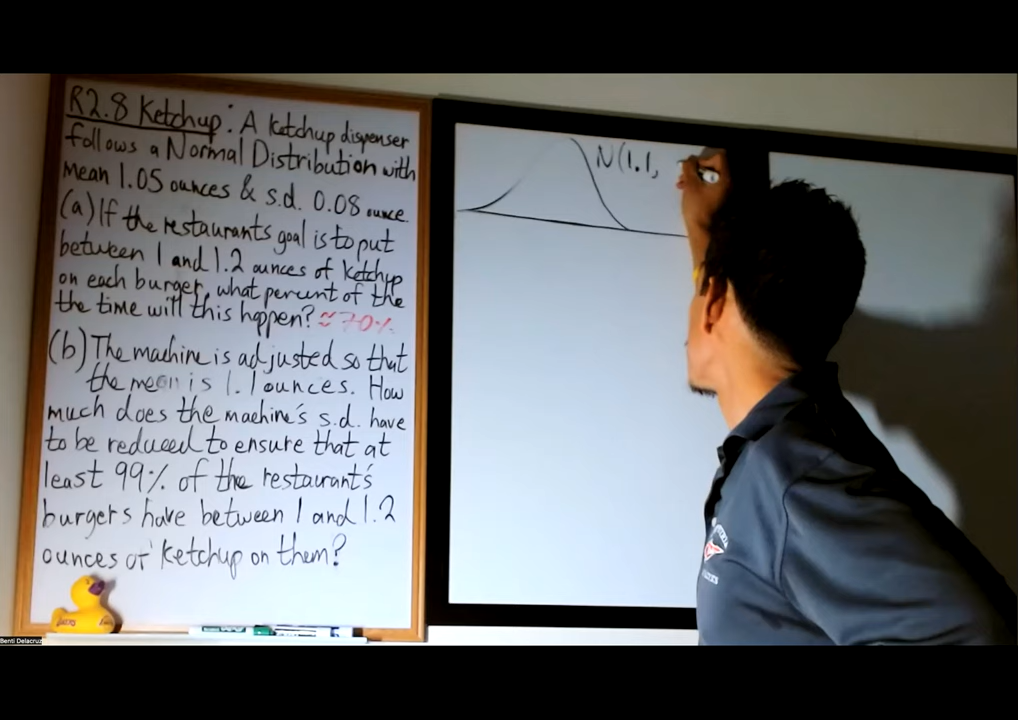 R2.8 Ketchup: A ketchup dispenser
follows a Normal Distribution with
Mean 1.05 ounces & s.d. 0.08 ounce
(a) If the restaurants goal is to put
between 1 and 1.2 ounces of ketchup
on each burger, what percent of the
the time will this happen? ≈70%
(b) The machine is adjusted so that
the mean is 1.1 ounces. How
much does the machine's s.d. have
to be reduced to ensure that at
least 99% of the restaurant's
burgers have between 1 and 1.2
ounces of ketchup on them?
N(1.1,
Benti Delacruz